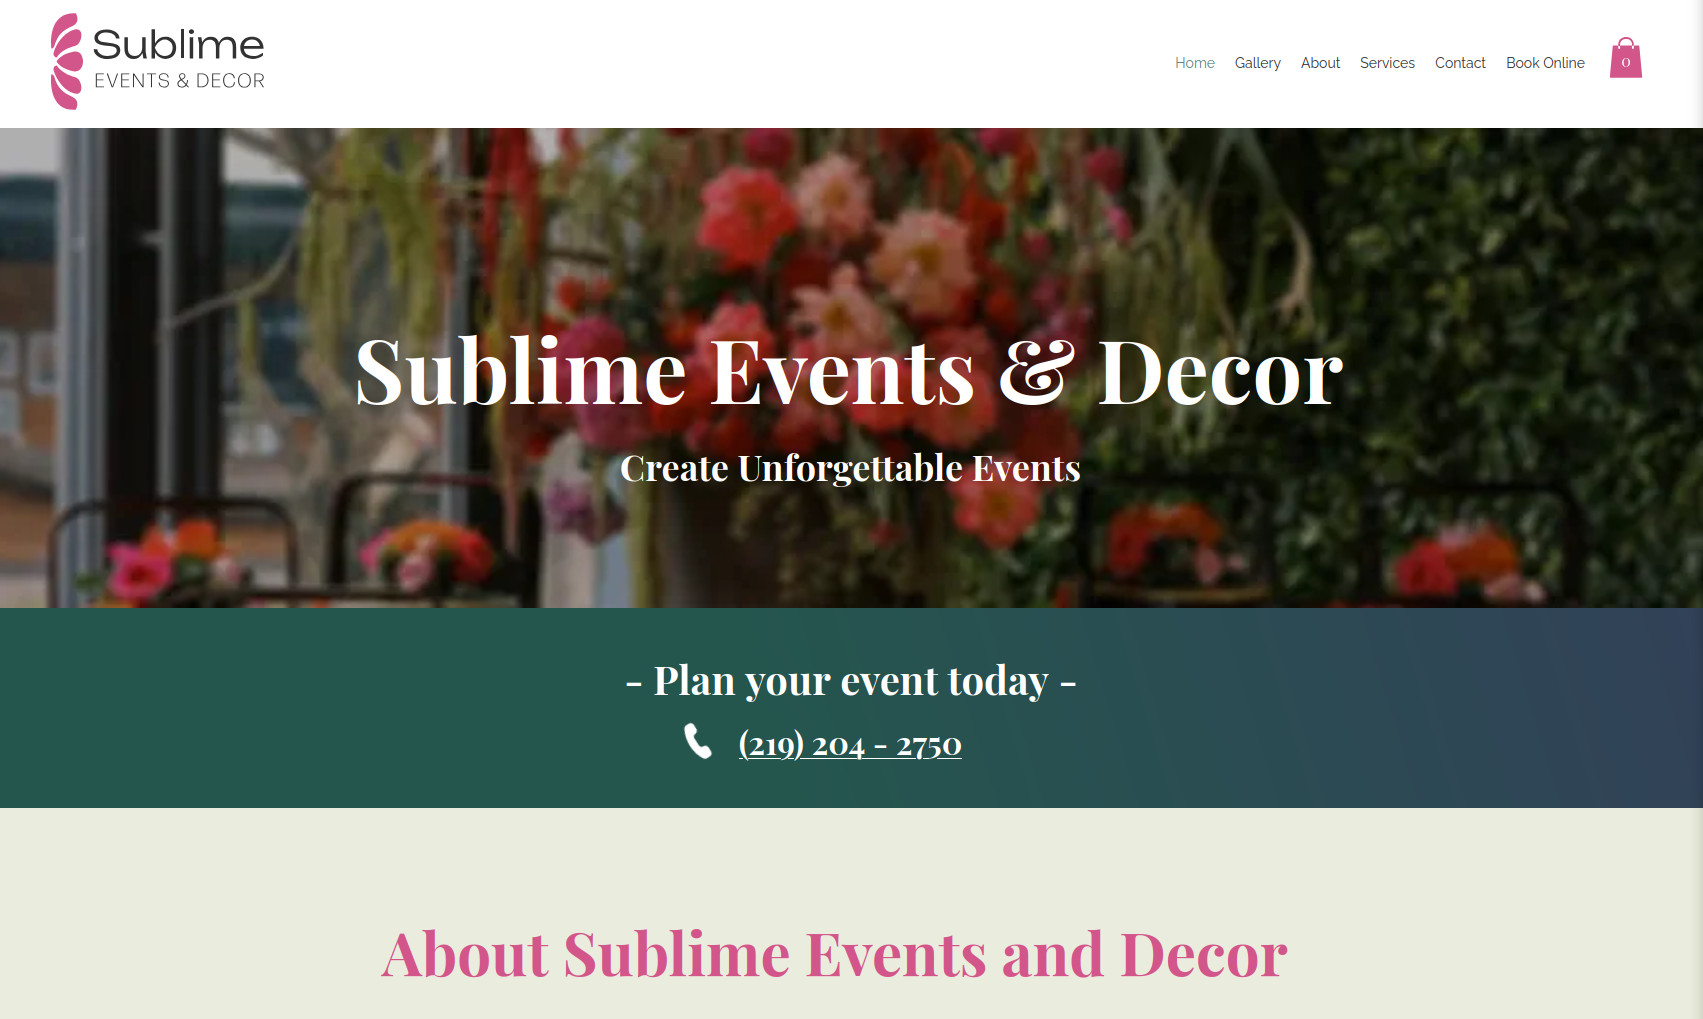 Sublime
EVENTS & DECOR
Home Gallery About Services Contact Book Online 0
Sublime Events & Decor
Create Unforgettable Events
- Plan your event today -
(219) 204 - 2750
About Sublime Events and Decor